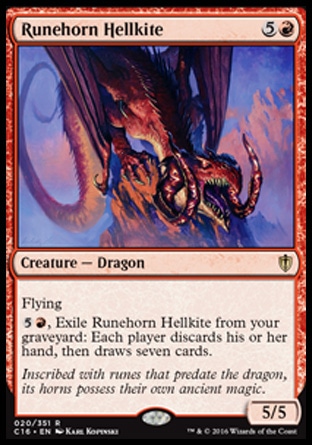 Runehorn Hellkite 5
Creature — Dragon
Flying
5 , Exile Runehorn Hellkite from your
graveyard: Each player discards his or her
hand, then draws seven cards.
Inscribed with runes that predate the dragon,
its horns possess their own ancient magic.
5/5
020/351 R
C16 • EN KARL KOPINSKI ™ & © 2016 Wizards of the Coast